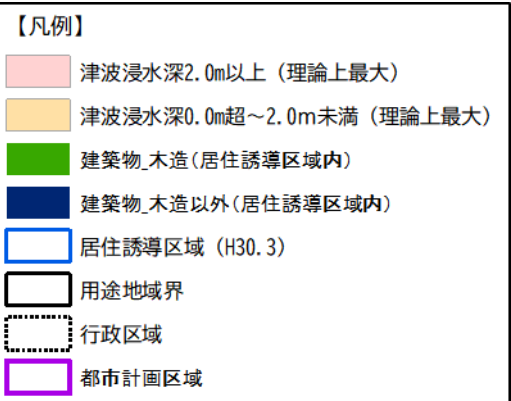 【凡例】
津波浸水深2.0m以上（理論上最大）
津波浸水深0.0m超～2.0m未満（理論上最大）
建築物_木造（居住誘導区域内）
建築物_木造以外（居住誘導区域内）
居住誘導区域（H30.3）
用途地域界
行政区域
都市計画区域